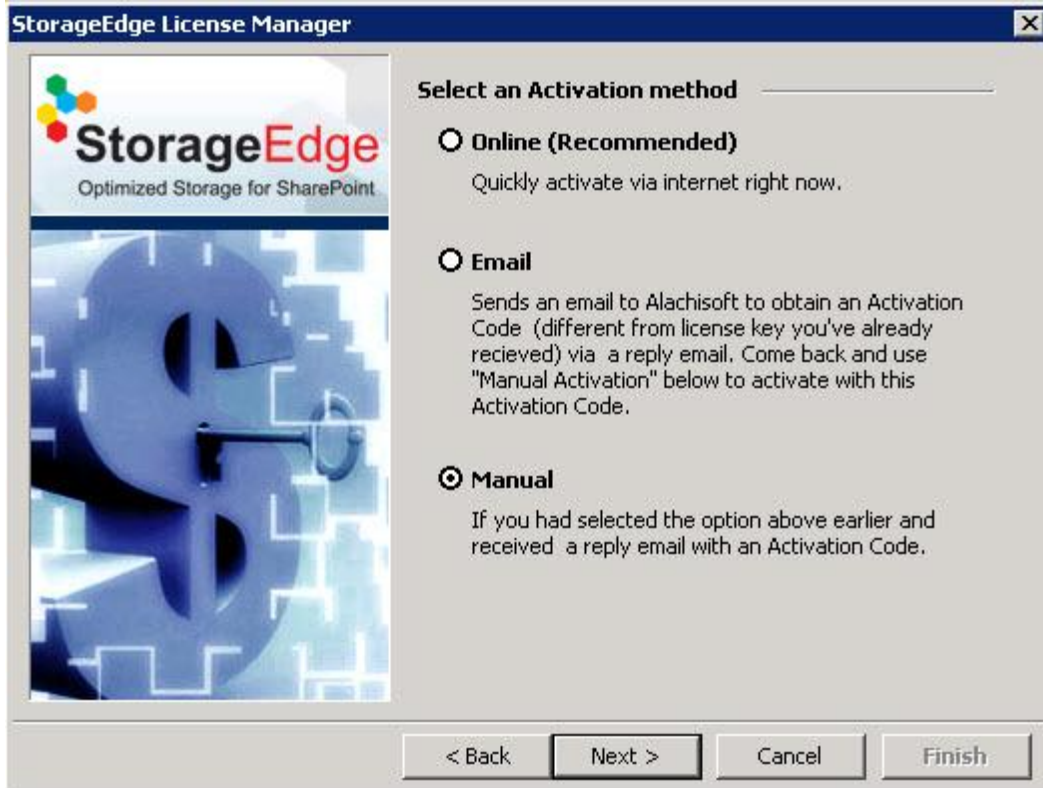 StorageEdge License Manager
StorageEdge
Optimized Storage for SharePoint
Select an Activation method
Online (Recommended)
Quickly activate via internet right now.
Email
Sends an email to Alachisoft to obtain an Activation
Code (different from license key you've already
recieved) via a reply email. Come back and use
"Manual Activation" below to activate with this
Activation Code.
Manual
If you had selected the option above earlier and
received a reply email with an Activation Code.
< Back
Next >
Cancel
Finish